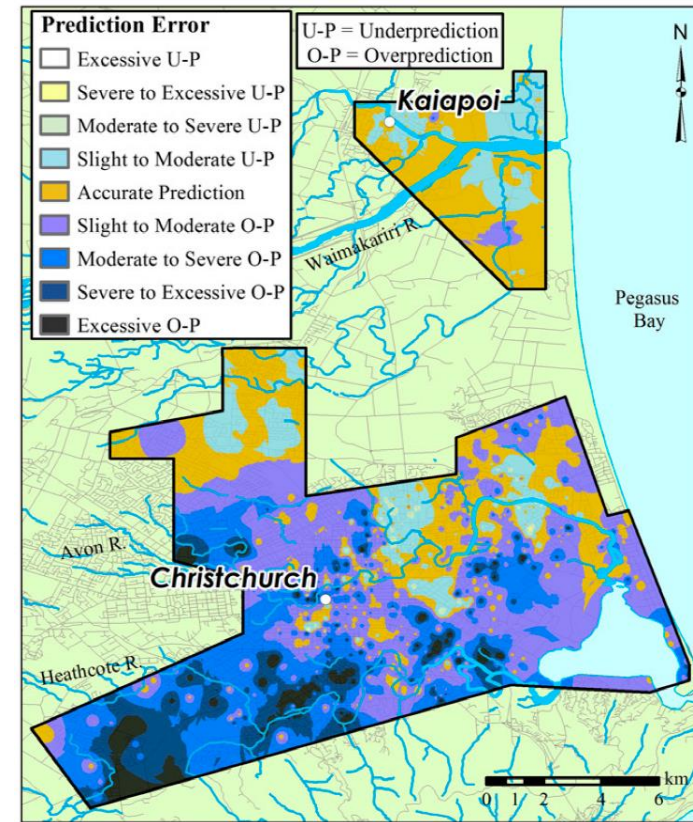 Prediction Error
Excessive U-P
Severe to Excessive U-P
Moderate to Severe U-P
Slight to Moderate U-P
Accurate Prediction
Slight to Moderate O-P
Moderate to Severe O-P
Severe to Excessive O-P
Excessive O-P
U-P = Underprediction
O-P = Overprediction
N
Kaiapoi
Waimakariri R.
Pegasus
Bay
Avon R.
Christchurch
Heathcote R.
km
0 1 2 4 6